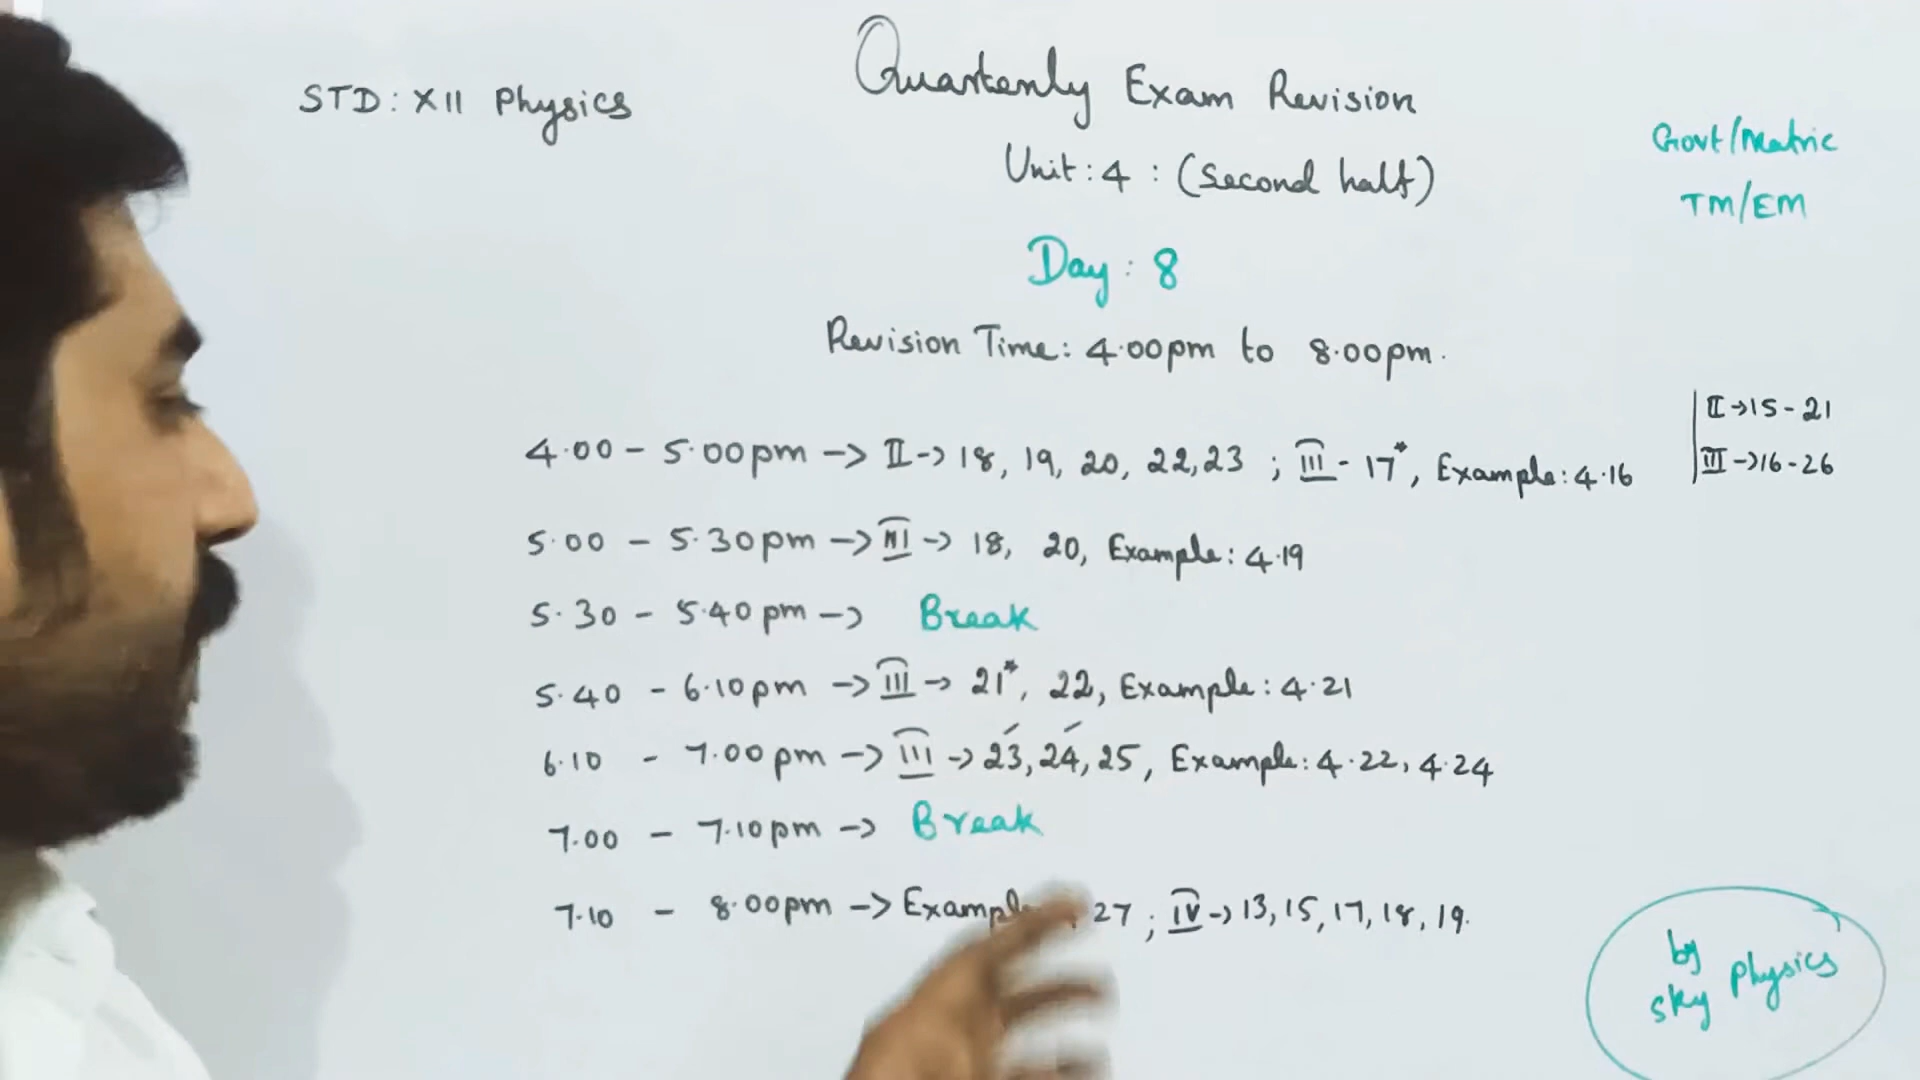 STD: XII Physics
Quarterly Exam Revision
Unit: 4 : (Second half)
Govt/Matric
TM/EM
Day: 8
Revision Time: 4.00pm to 8.00pm.
II → 15 - 21
III → 16 - 26
4.00 - 5.00pm → II → 18, 19, 20, 22, 23 ; III - 17*, Example: 4.16
5.00 - 5.30pm → III → 18, 20, Example: 4.19
5.30 - 5.40pm → Break
5.40 - 6.10pm → III → 21*, 22, Example: 4.21
6.10 - 7.00pm → III → 23, 24, 25, Example: 4.22, 4.24
7.00 - 7.10pm → Break
7.10 - 8.00pm → 27 ; IV → 13, 15, 17, 18, 19.
by
sky Physics